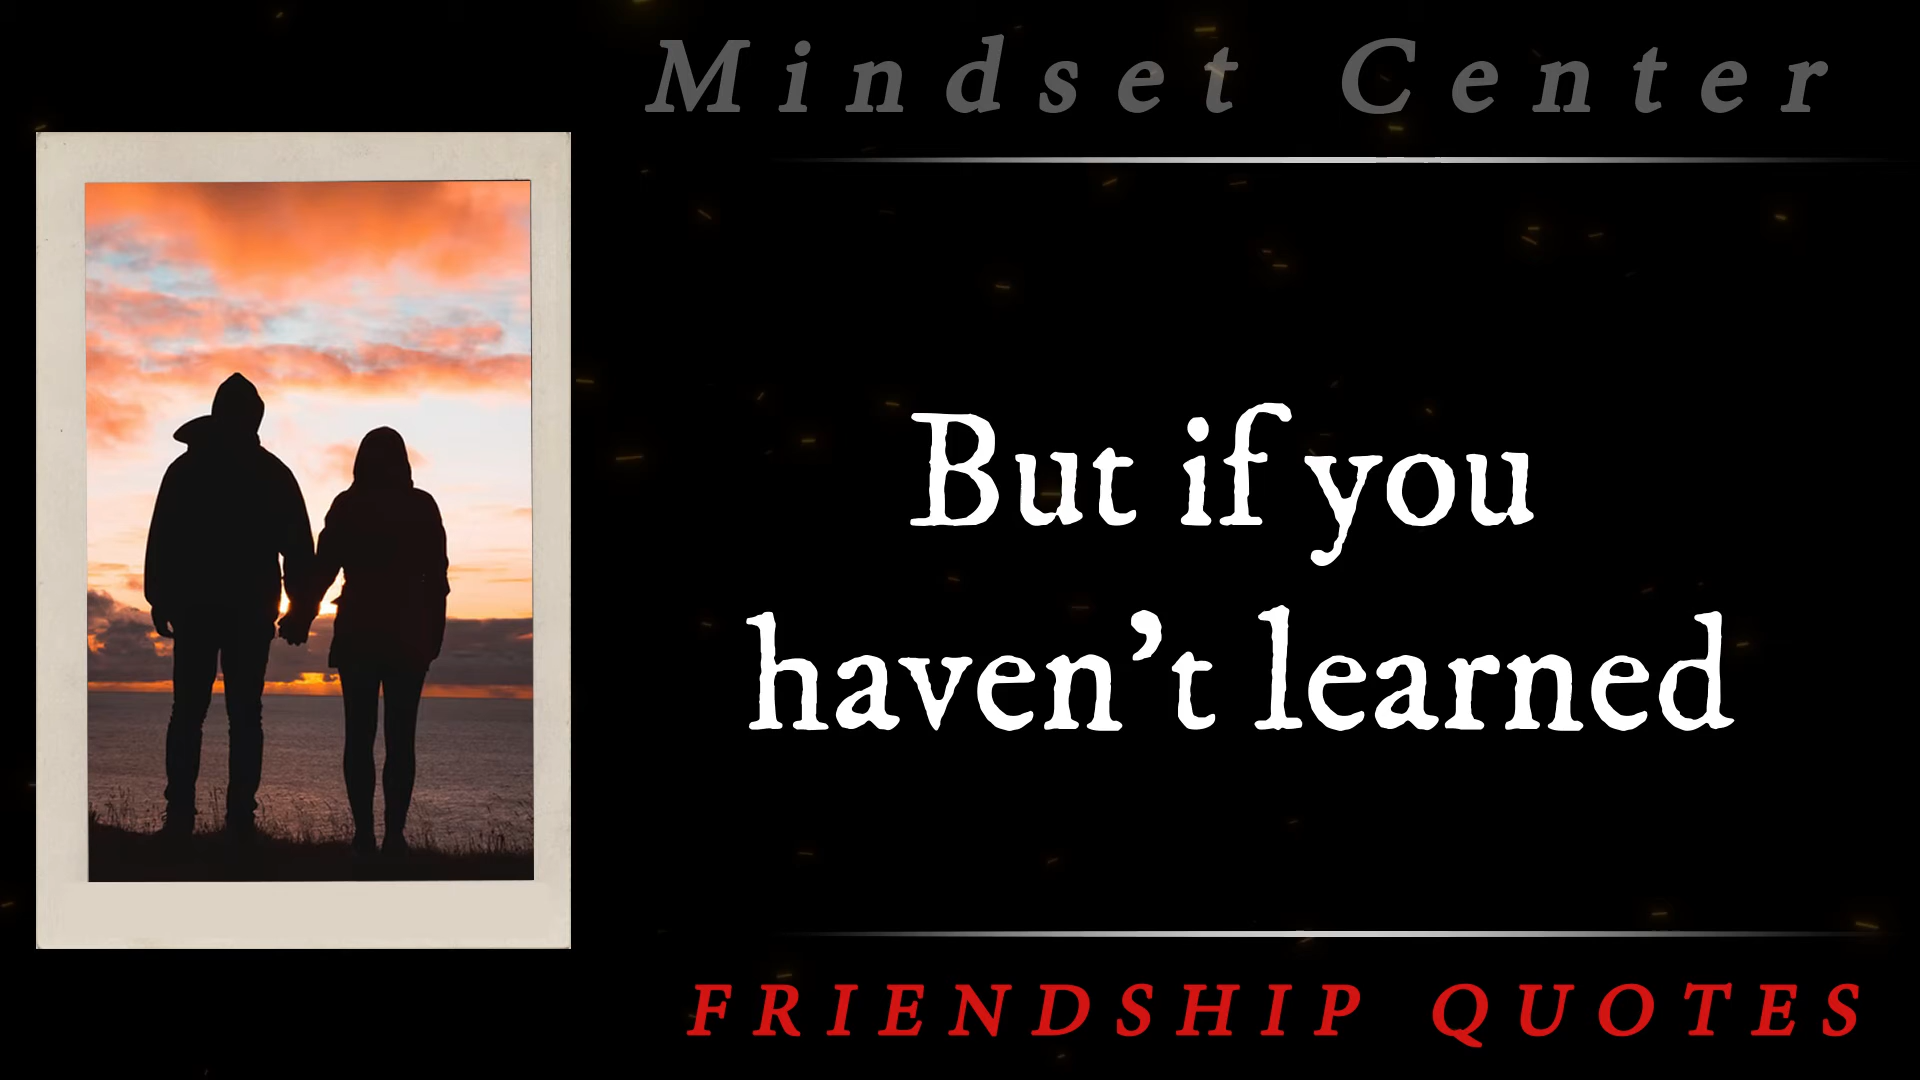 Mindset Center
But if you
haven’t learned
FRIENDSHIP QUOTES